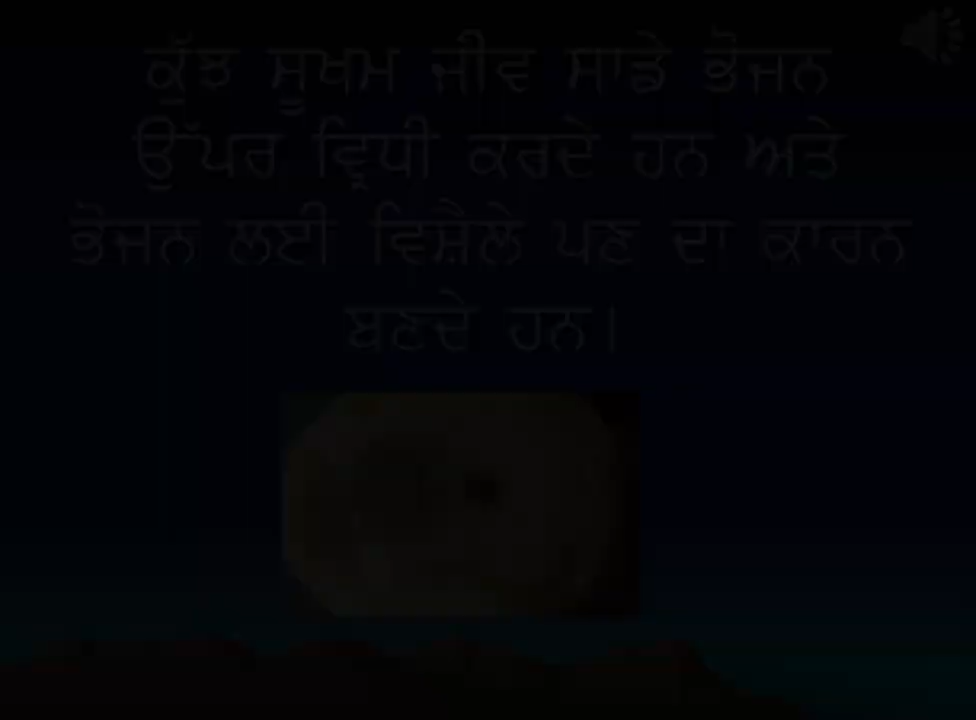 ਕੁੱਝ ਸੂਖਮ ਜੀਵ ਸਾਡੇ ਭੋਜਨ
ਉੱਪਰ ਵ੍ਰਿਧੀ ਕਰਦੇ ਹਨ ਅਤੇ
ਭੋਜਨ ਲਈ ਵਿਸ਼ੈਲੇ ਪਣ ਦਾ ਕਾਰਨ
ਬਣਦੇ ਹਨ।